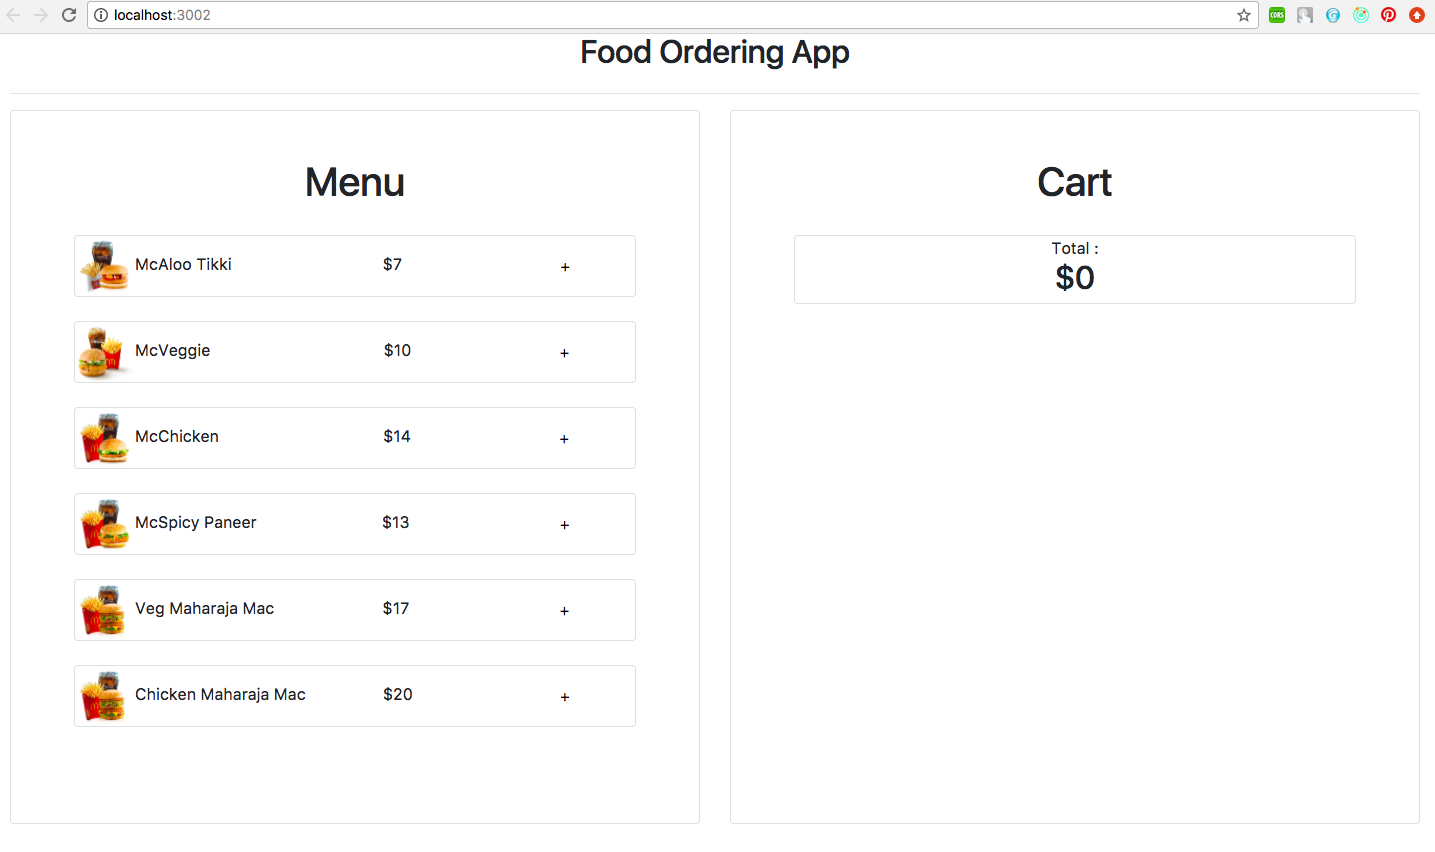 localhost:3002
CORS
Food Ordering App
Menu
McAloo Tikki $7 +
McVeggie $10 +
McChicken $14 +
McSpicy Paneer $13 +
Veg Maharaja Mac $17 +
Chicken Maharaja Mac $20 +
Cart
Total :
$0